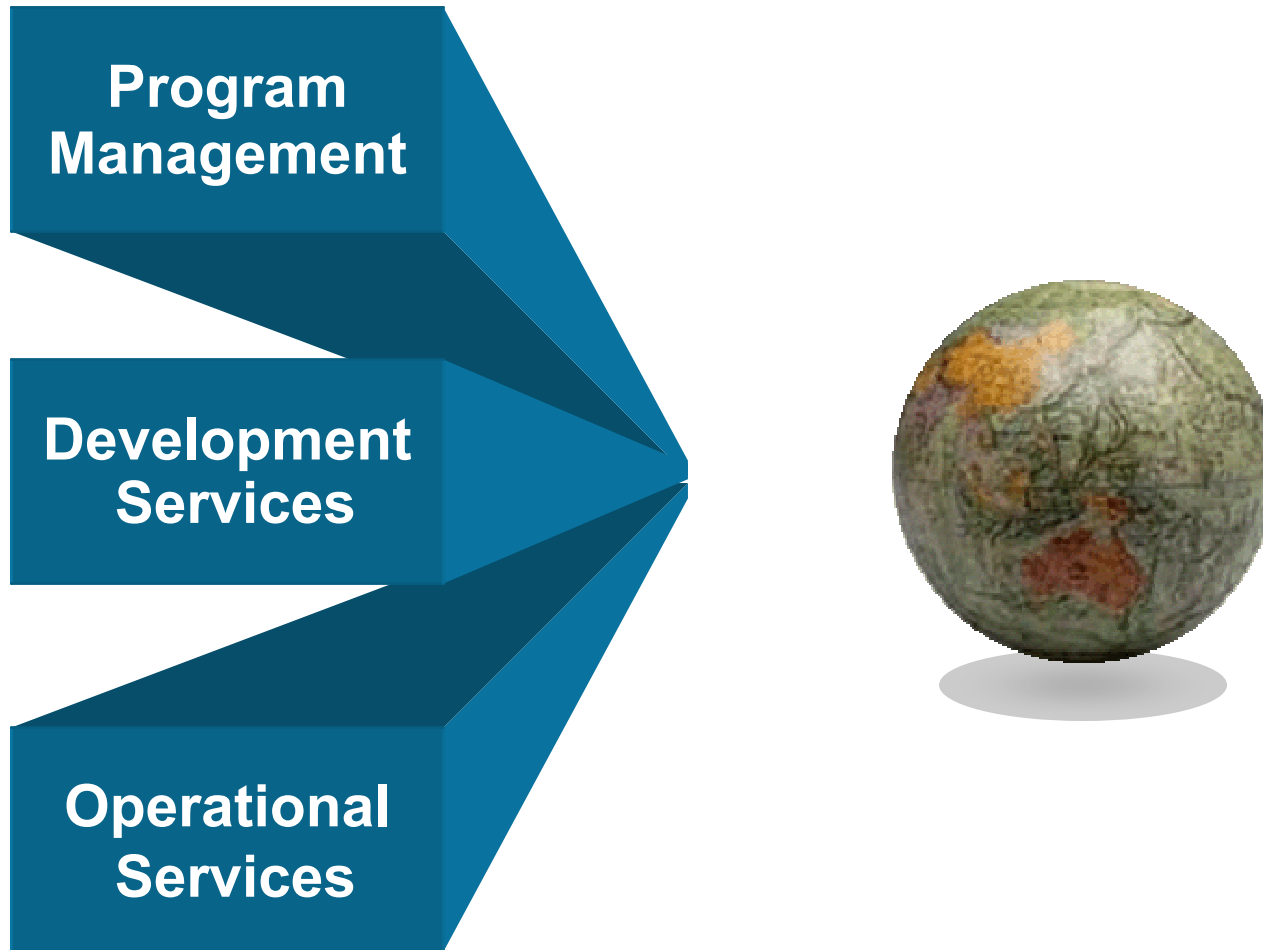 Program
Management
Development
Services
Operational
Services